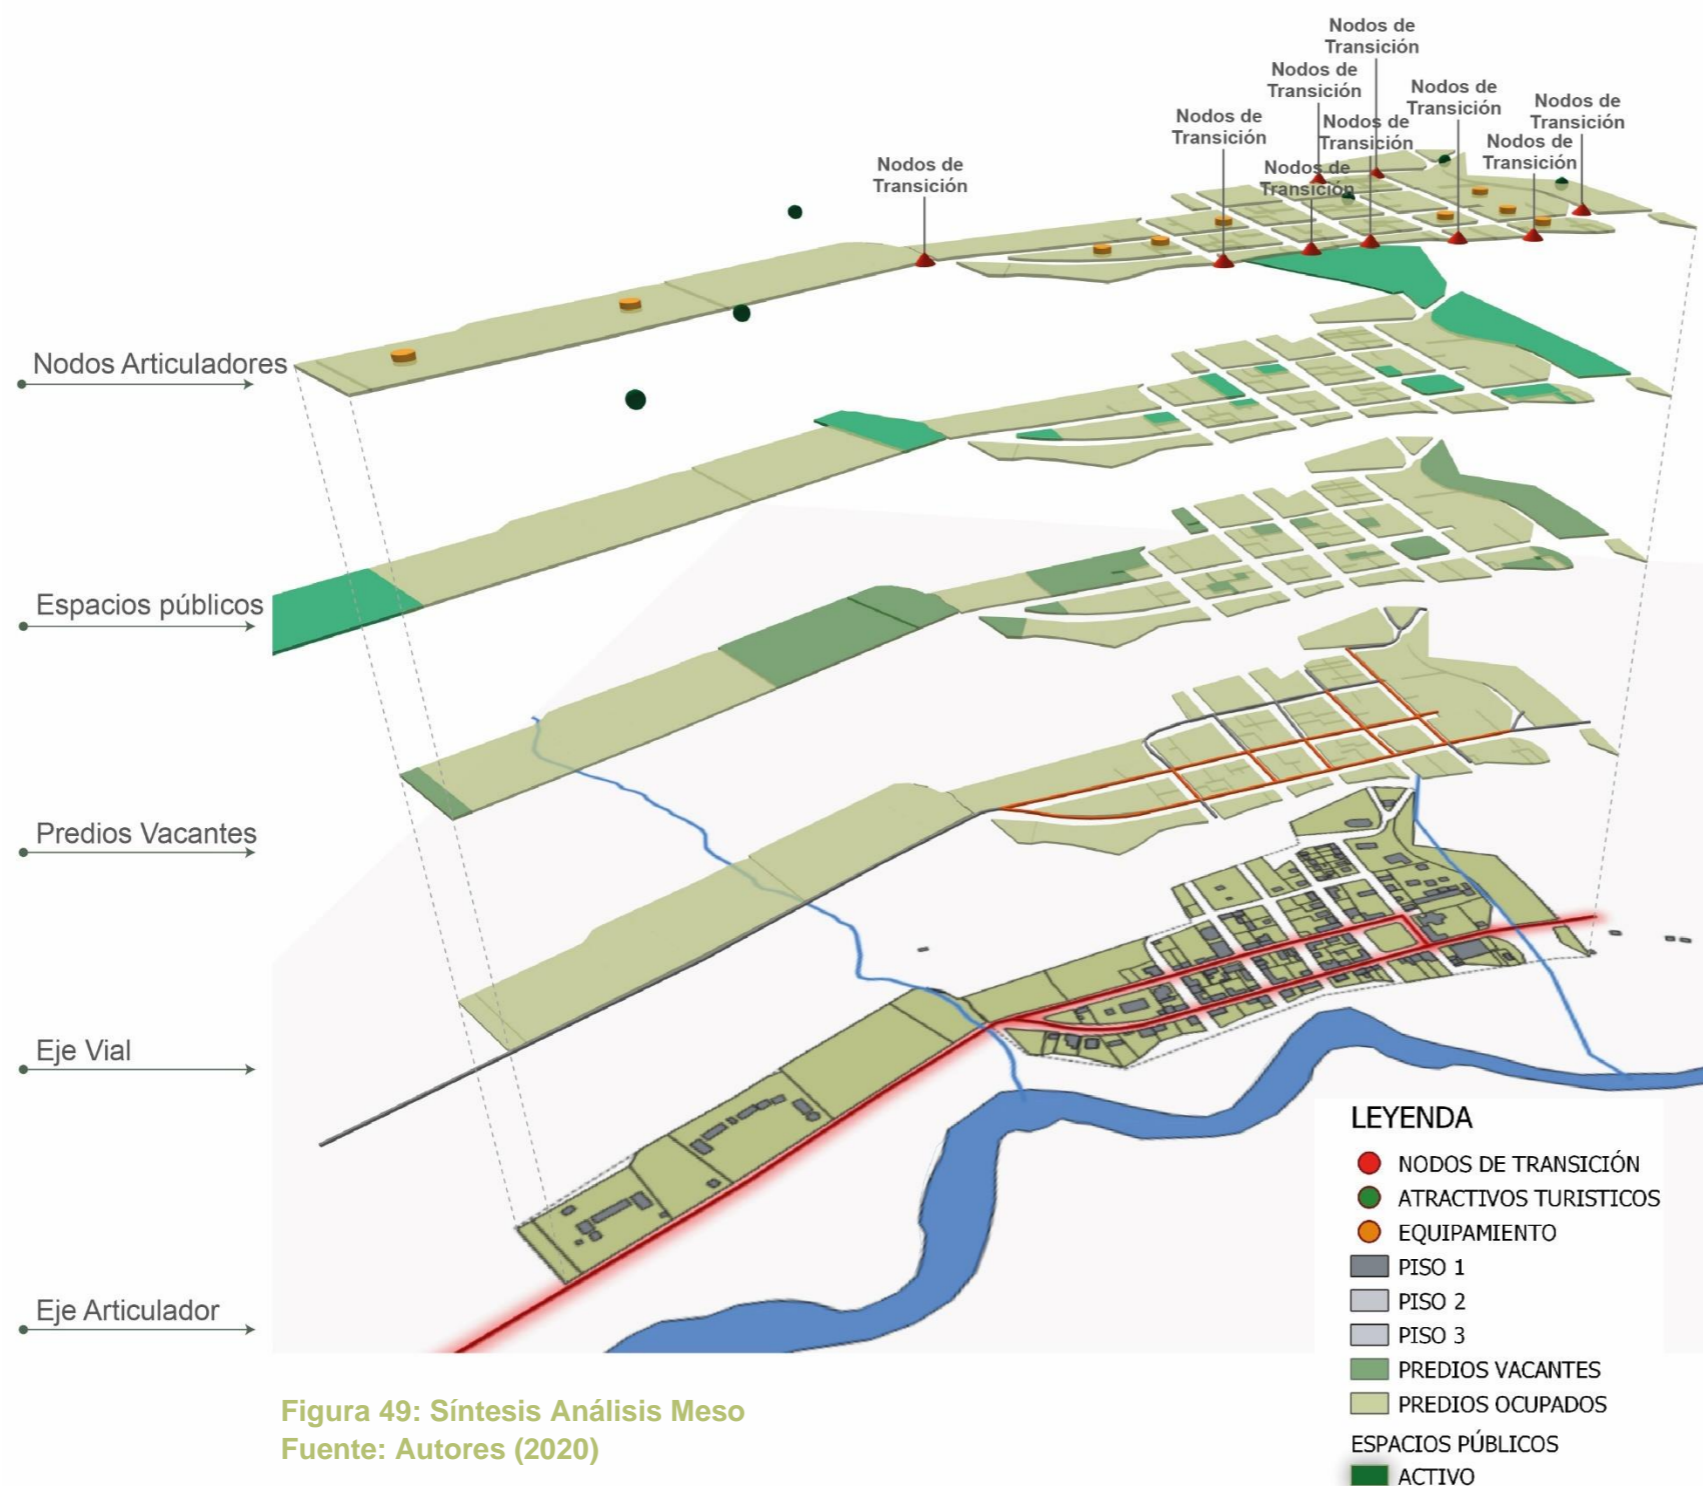 Nodos de
Transición
Nodos de
Transición
Nodos de
Transición
Nodos de
Transición
Nodos de
Transición
Nodos de
Transición
Nodos de
Transición
Nodos de
Transición
Nodos de
Transición
Nodos Articuladores
Espacios públicos
Predios Vacantes
Eje Vial
Eje Articulador
LEYENDA
NODOS DE TRANSICIÓN
ATRACTIVOS TURISTICOS
EQUIPAMIENTO
PISO 1
PISO 2
PISO 3
PREDIOS VACANTES
PREDIOS OCUPADOS
ESPACIOS PÚBLICOS
ACTIVO
Figura 49: Síntesis Análisis Meso
Fuente: Autores (2020)